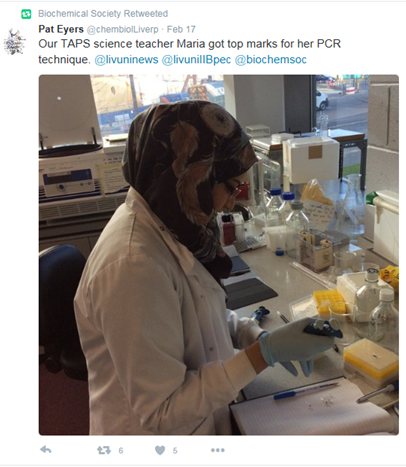 Biochemical Society Retweeted
Pat Eyers @chembiolLiverp · Feb 17
Our TAPS science teacher Maria got top marks for her PCR
technique. @livuninews @livuniIIBpec @biochemsoc
6
5